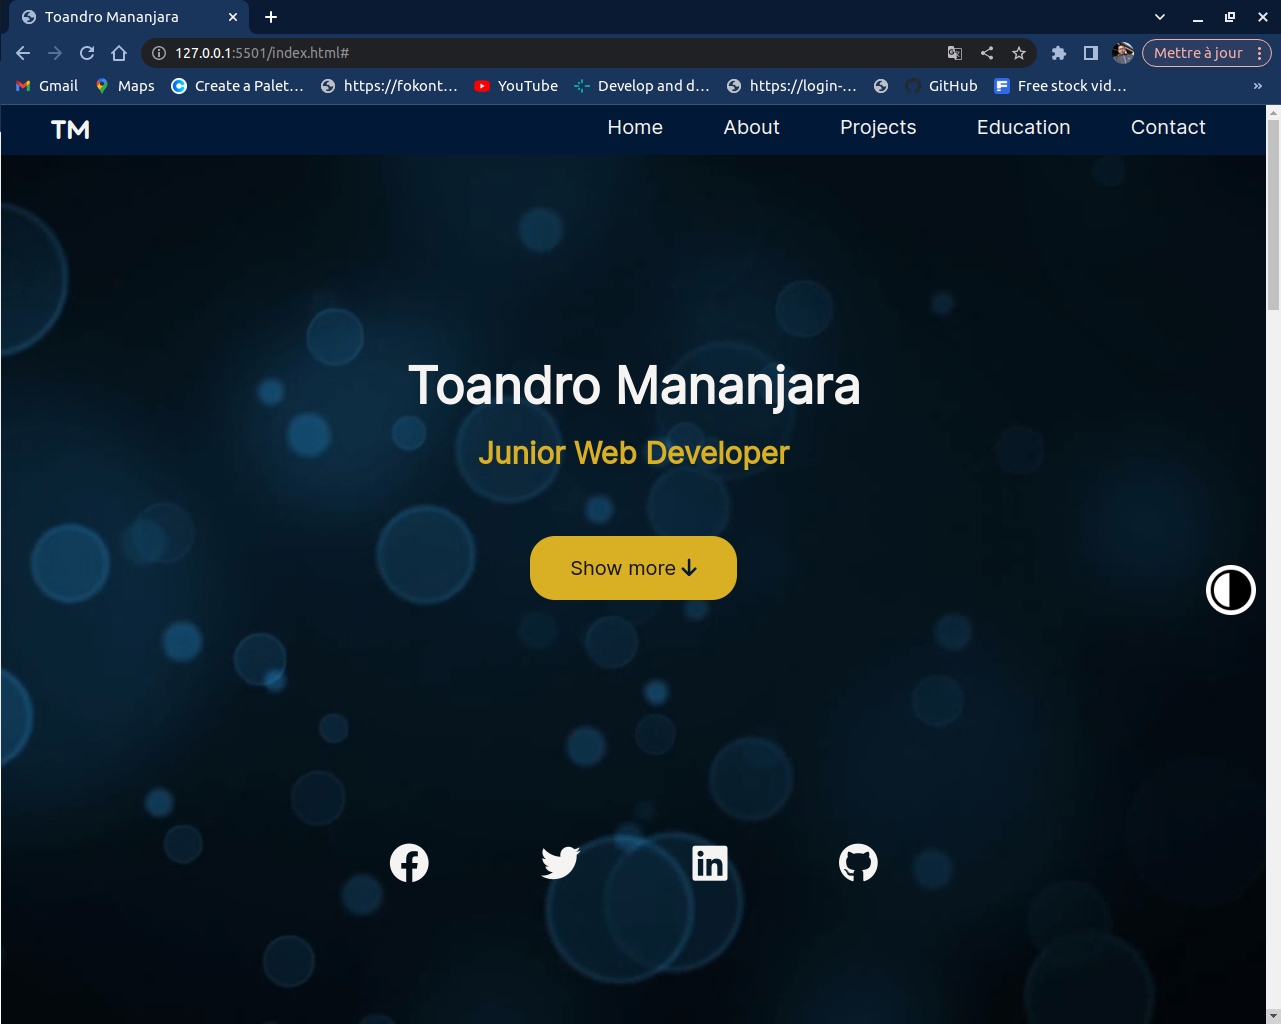 Toandro Mananjara
127.0.0.1:5501/index.html#
Mettre à jour
Gmail Maps Create a Palet… https://fokont… YouTube Develop and d… https://login-… GitHub Free stock vid… »
TM Home About Projects Education Contact
Toandro Mananjara
Junior Web Developer
Show more